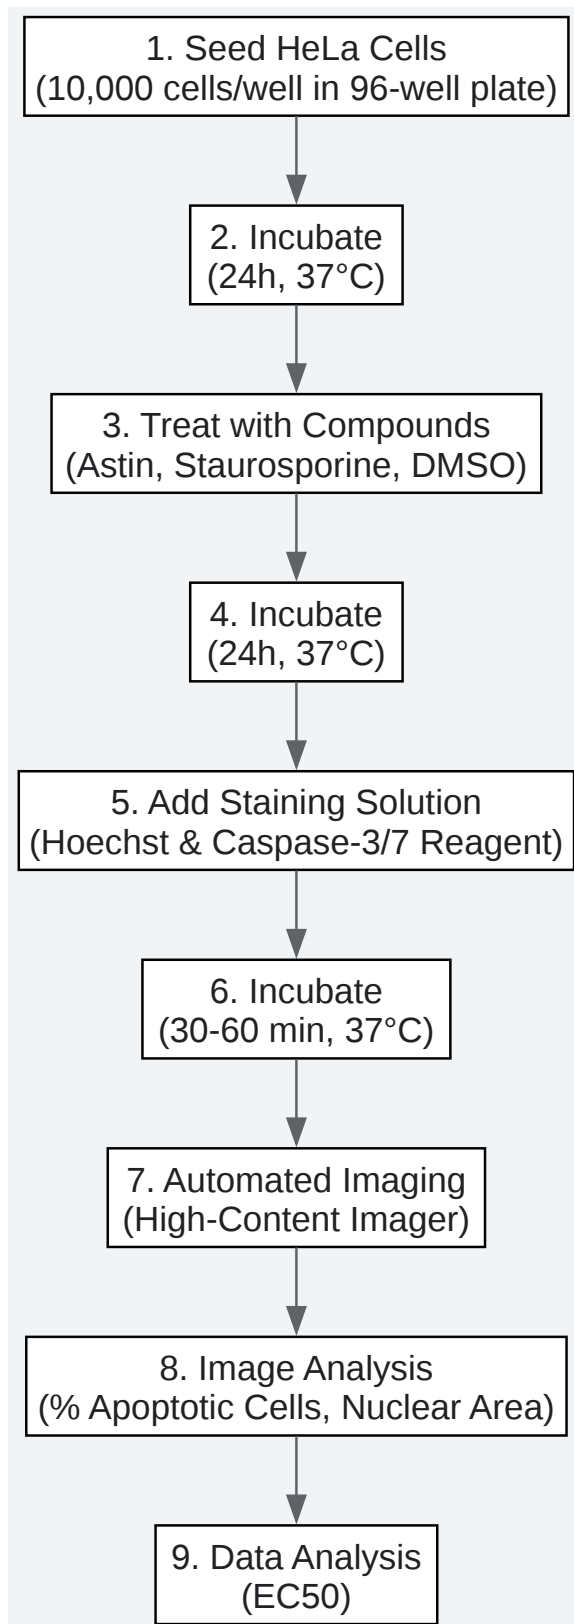 1. Seed HeLa Cells
(10,000 cells/well in 96-well plate)
2. Incubate
(24h, 37°C)
3. Treat with Compounds
(Astin, Staurosporine, DMSO)
4. Incubate
(24h, 37°C)
5. Add Staining Solution
(Hoechst & Caspase-3/7 Reagent)
6. Incubate
(30-60 min, 37°C)
7. Automated Imaging
(High-Content Imager)
8. Image Analysis
(% Apoptotic Cells, Nuclear Area)
9. Data Analysis
(EC50)